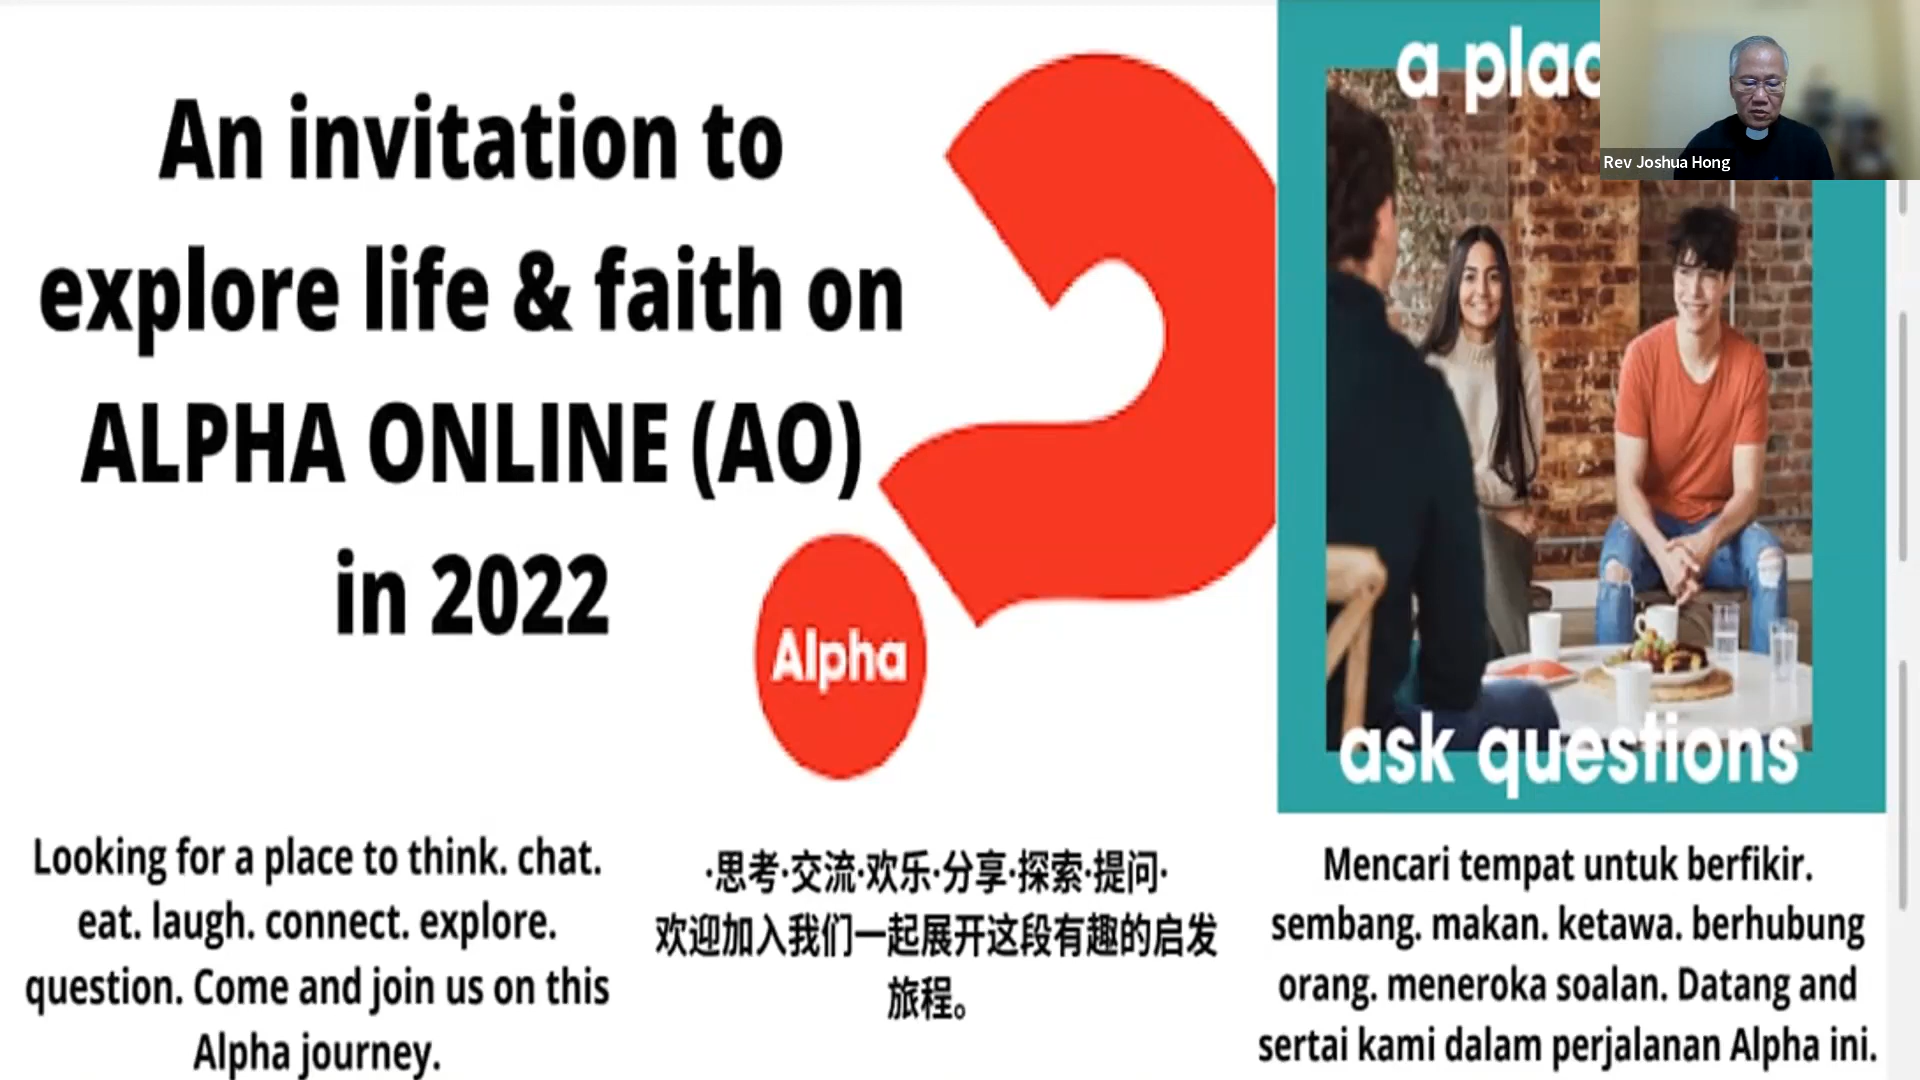 An invitation to
explore life & faith on
ALPHA ONLINE (AO)
in 2022
Alpha
a
ask questions
Rev Joshua Hong
Looking for a place to think. chat.
eat. laugh. connect. explore.
question. Come and join us on this
Alpha journey.
·思考·交流·欢乐·分享·探索·提问·
欢迎加入我们一起展开这段有趣的启发
旅程。
Mencari tempat untuk berfikir.
sembang. makan. ketawa. berhubung
orang. meneroka soalan. Datang and
sertai kami dalam perjalanan Alpha ini.